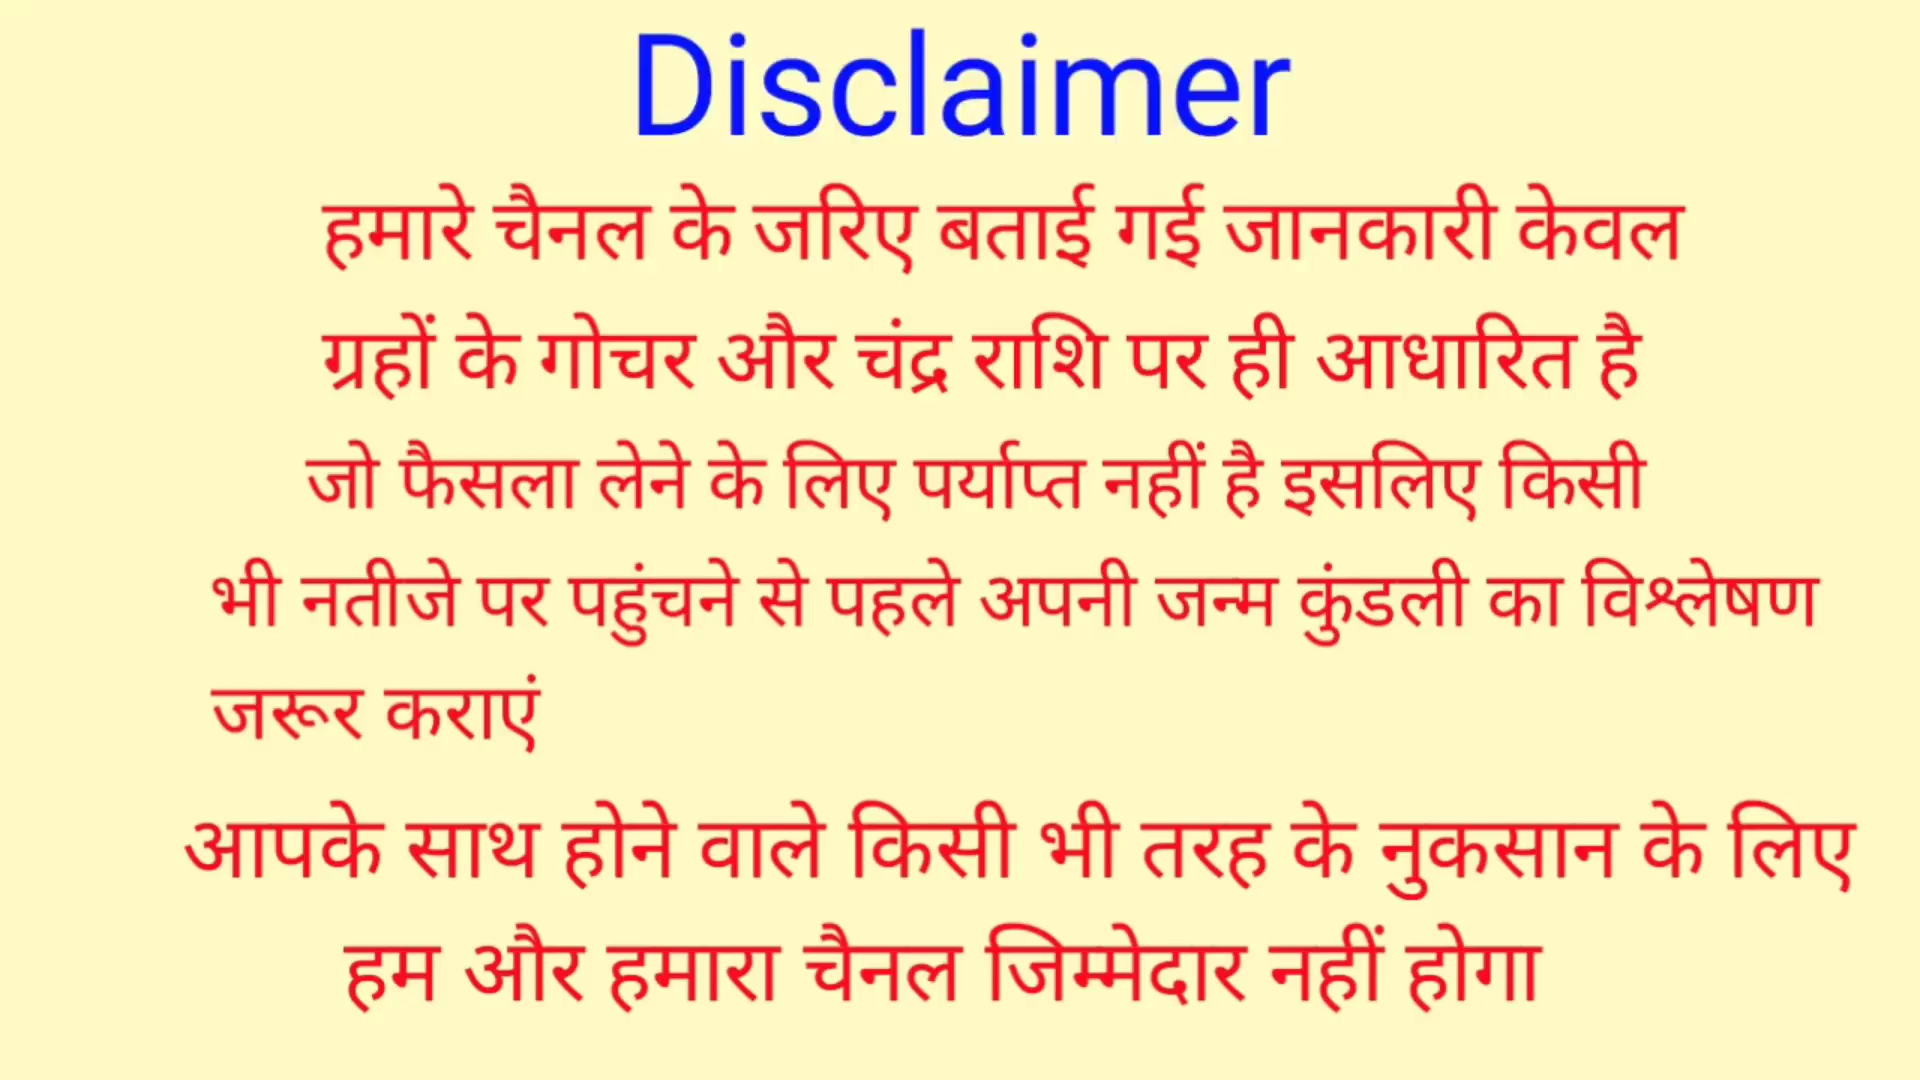 Disclaimer
हमारे चैनल के जरिए बताई गई जानकारी केवल
ग्रहों के गोचर और चंद्र राशि पर ही आधारित है
जो फैसला लेने के लिए पर्याप्त नहीं है इसलिए किसी
भी नतीजे पर पहुंचने से पहले अपनी जन्म कुंडली का विश्लेषण
जरूर कराएं
आपके साथ होने वाले किसी भी तरह के नुकसान के लिए
हम और हमारा चैनल जिम्मेदार नहीं होगा